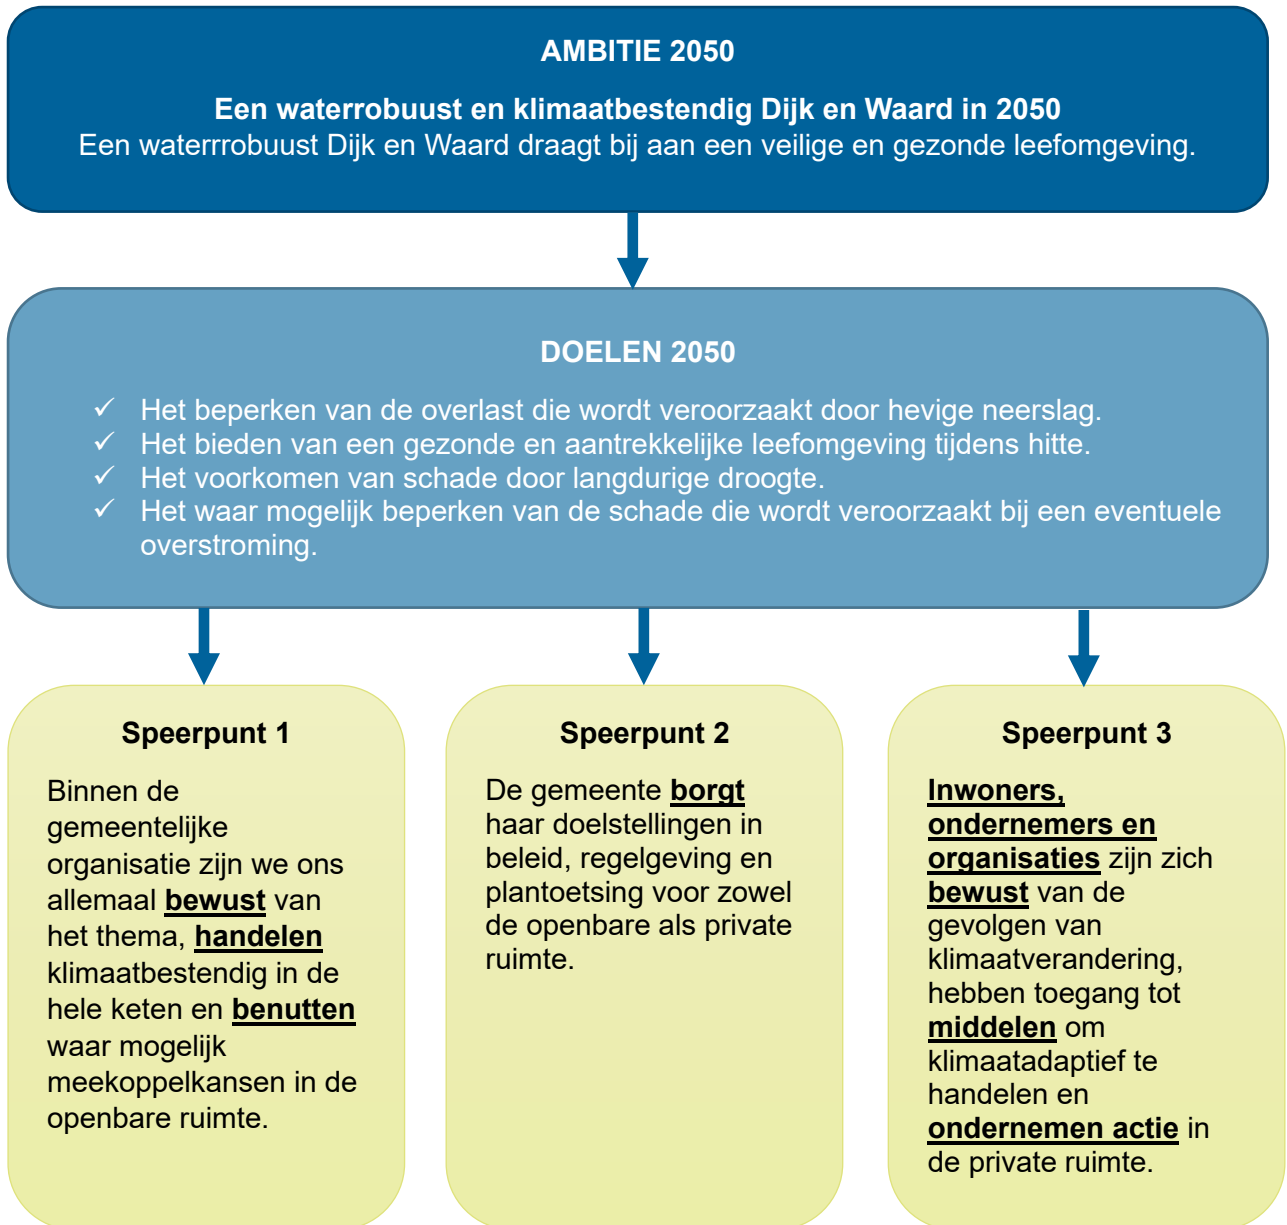 AMBITIE 2050
Een waterrobuust en klimaatbestendig Dijk en Waard in 2050
Een waterrrobuust Dijk en Waard draagt bij aan een veilige en gezonde leefomgeving.
DOELEN 2050
✓ Het beperken van de overlast die wordt veroorzaakt door hevige neerslag.
✓ Het bieden van een gezonde en aantrekkelijke leefomgeving tijdens hitte.
✓ Het voorkomen van schade door langdurige droogte.
✓ Het waar mogelijk beperken van de schade die wordt veroorzaakt bij een eventuele
overstroming.
Speerpunt 1
Binnen de
gemeentelijke
organisatie zijn we ons
allemaal bewust van
het thema, handelen
klimaatbestendig in de
hele keten en benutten
waar mogelijk
meekoppelkansen in de
openbare ruimte.
Speerpunt 2
De gemeente borgt
haar doelstellingen in
beleid, regelgeving en
plantoetsing voor zowel
de openbare als private
ruimte.
Speerpunt 3
Inwoners,
ondernemers en
organisaties zijn zich
bewust van de
gevolgen van
klimaatverandering,
hebben toegang tot
middelen om
klimaatadaptief te
handelen en
ondernemen actie in
de private ruimte.